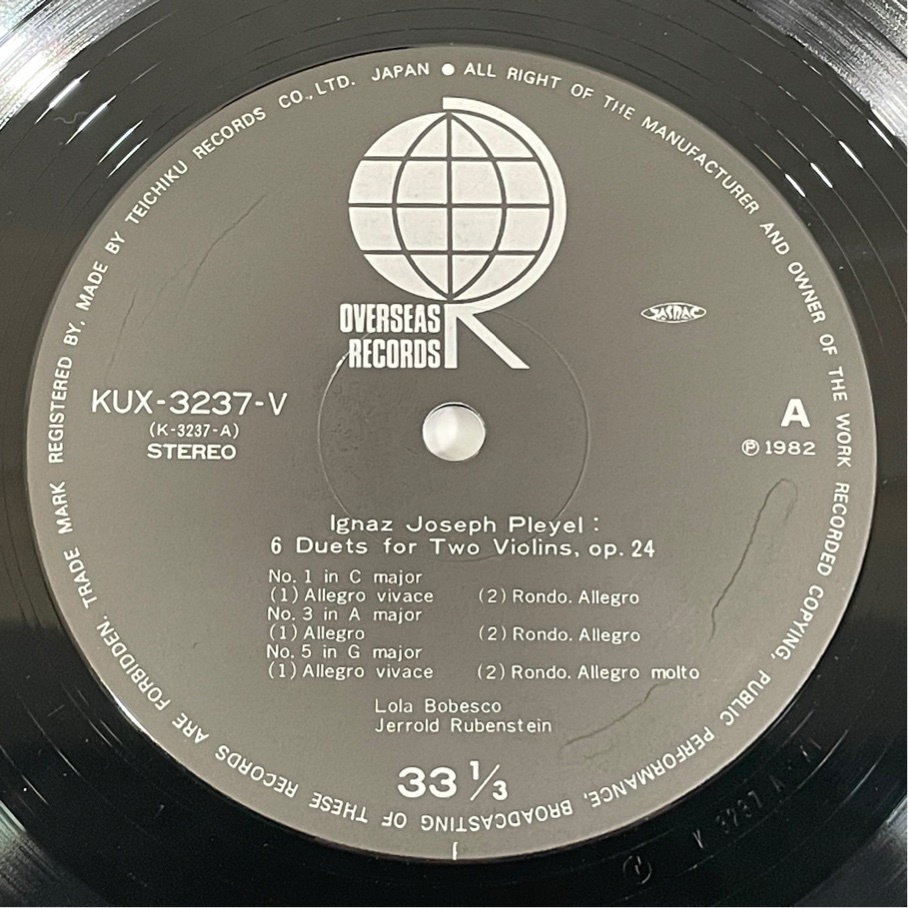 REGISTERED BY. MADE BY TEICHIKU RECORDS CO.,LTD. JAPAN ● ALL RIGHT OF THE MANUFACTURER AND OWNER OF THE WORK RECORDED COPYING, PUBLIC PERFORMANCE, BROADCASTING OF THESE RECORDS ARE FORBIDDEN. TRADE MARK
R
OVERSEAS
RECORDS
JASRAC
KUX-3237-V
(K-3237-A)
STEREO
A
Ⓟ1982
Ignaz Joseph Pleyel :
6 Duets for Two Violins, op. 24
No. 1 in C major
(1) Allegro vivace (2) Rondo. Allegro
No. 3 in A major
(1) Allegro (2) Rondo. Allegro
No. 5 in G major
(1) Allegro vivace (2) Rondo. Allegro molto
Lola Bobesco
Jerrold Rubenstein
33 1/3